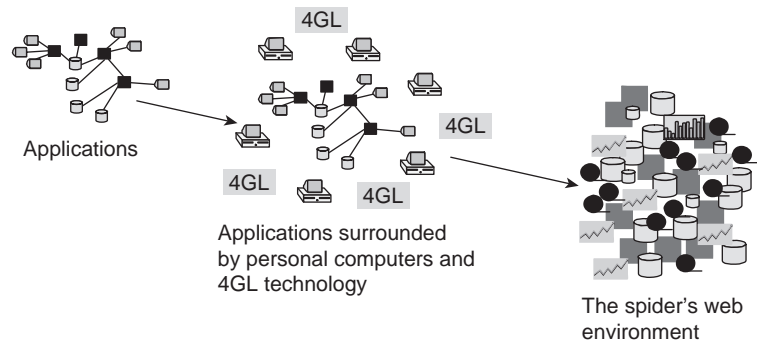 4GL
Applications
4GL
4GL
4GL
Applications surrounded
by personal computers and
4GL technology
The spider's web
environment